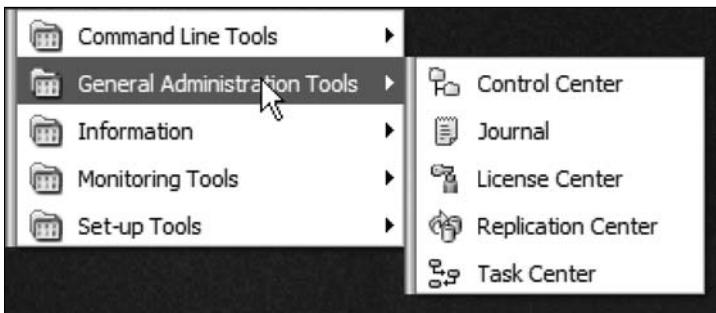 Command Line Tools
General Administration Tools
Information
Monitoring Tools
Set-up Tools
Control Center
Journal
License Center
Replication Center
Task Center